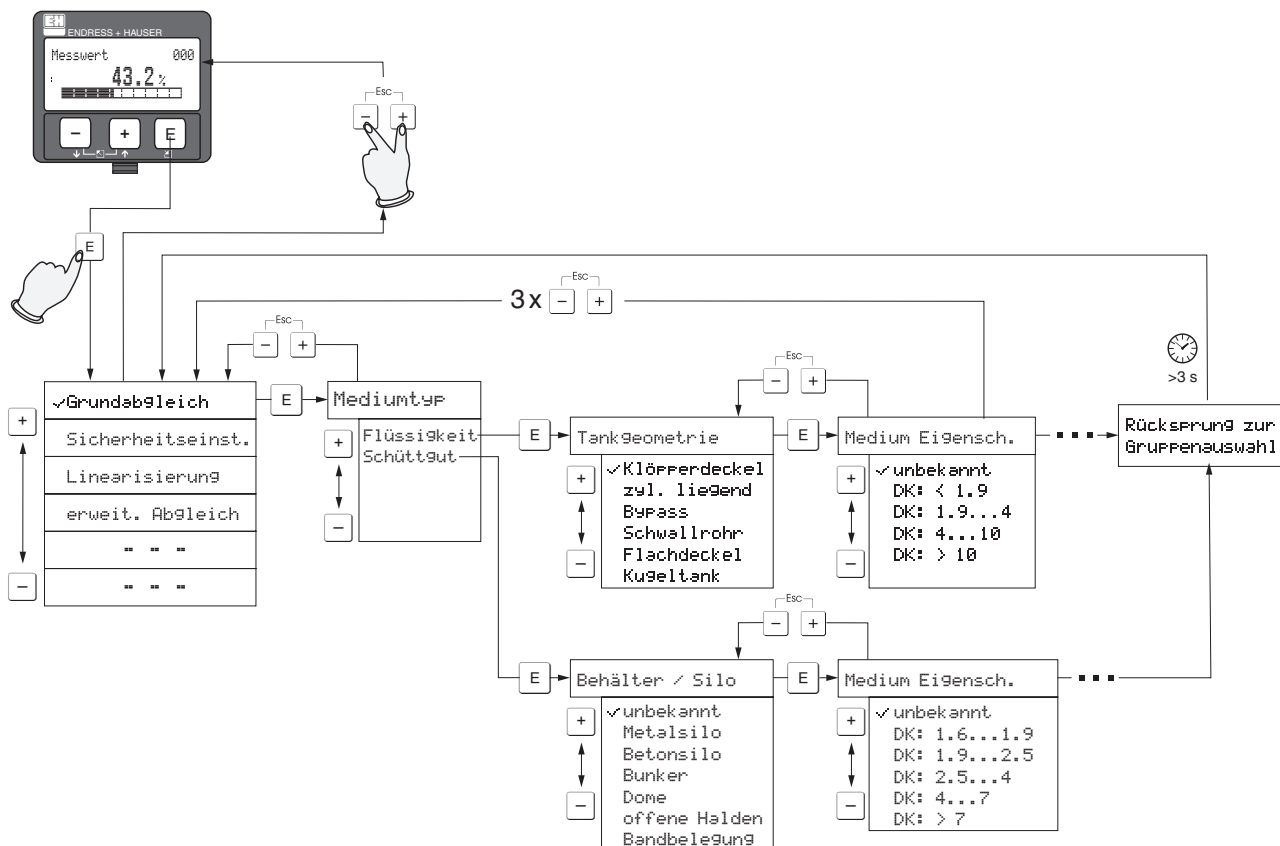 EH
ENDRESS + HAUSER
Messwert 000
: 43.2 %
- + E
Esc
- +
E
3x - +
Esc
Esc
- +
>3 s
✓Grundabgleich
Sicherheitseinst.
Linearisierung
erweit. Abgleich
- - -
- - -
+
-
E
Mediumtyp
Flüssigkeit
Schüttgut
+
-
E
Esc
- +
Tankgeometrie
✓Klöpperdeckel
zyl. liegend
Bypass
Schwallrohr
Flachdeckel
Kugeltank
+
-
E
Medium Eigensch.
✓unbekannt
DK: < 1.9
DK: 1.9...4
DK: 4...10
DK: > 10
+
-
Rücksprung zur
Gruppenauswahl
E
Esc
- +
Behälter / Silo
✓unbekannt
Metalsilo
Betonsilo
Bunker
Dome
offene Halden
Bandbelegung
+
-
E
Medium Eigensch.
✓unbekannt
DK: 1.6...1.9
DK: 1.9...2.5
DK: 2.5...4
DK: 4...7
DK: > 7
+
-